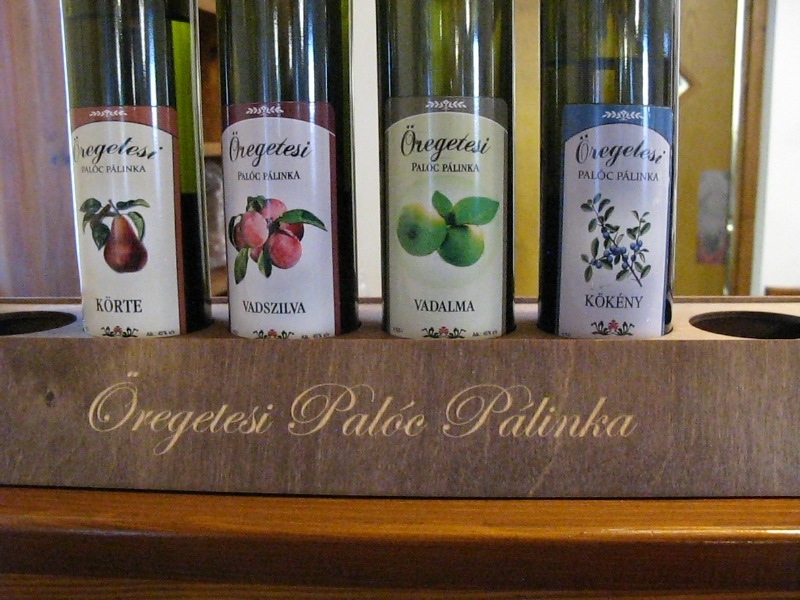 Öregetesi
PALÓC PÁLINKA
KÖRTE
Öregetesi
PALÓC PÁLINKA
VADSZILVA
Öregetesi
PALÓC PÁLINKA
VADALMA
Öregetesi
PALÓC PÁLINKA
KÖKÉNY
Öregetesi Palóc Pálinka